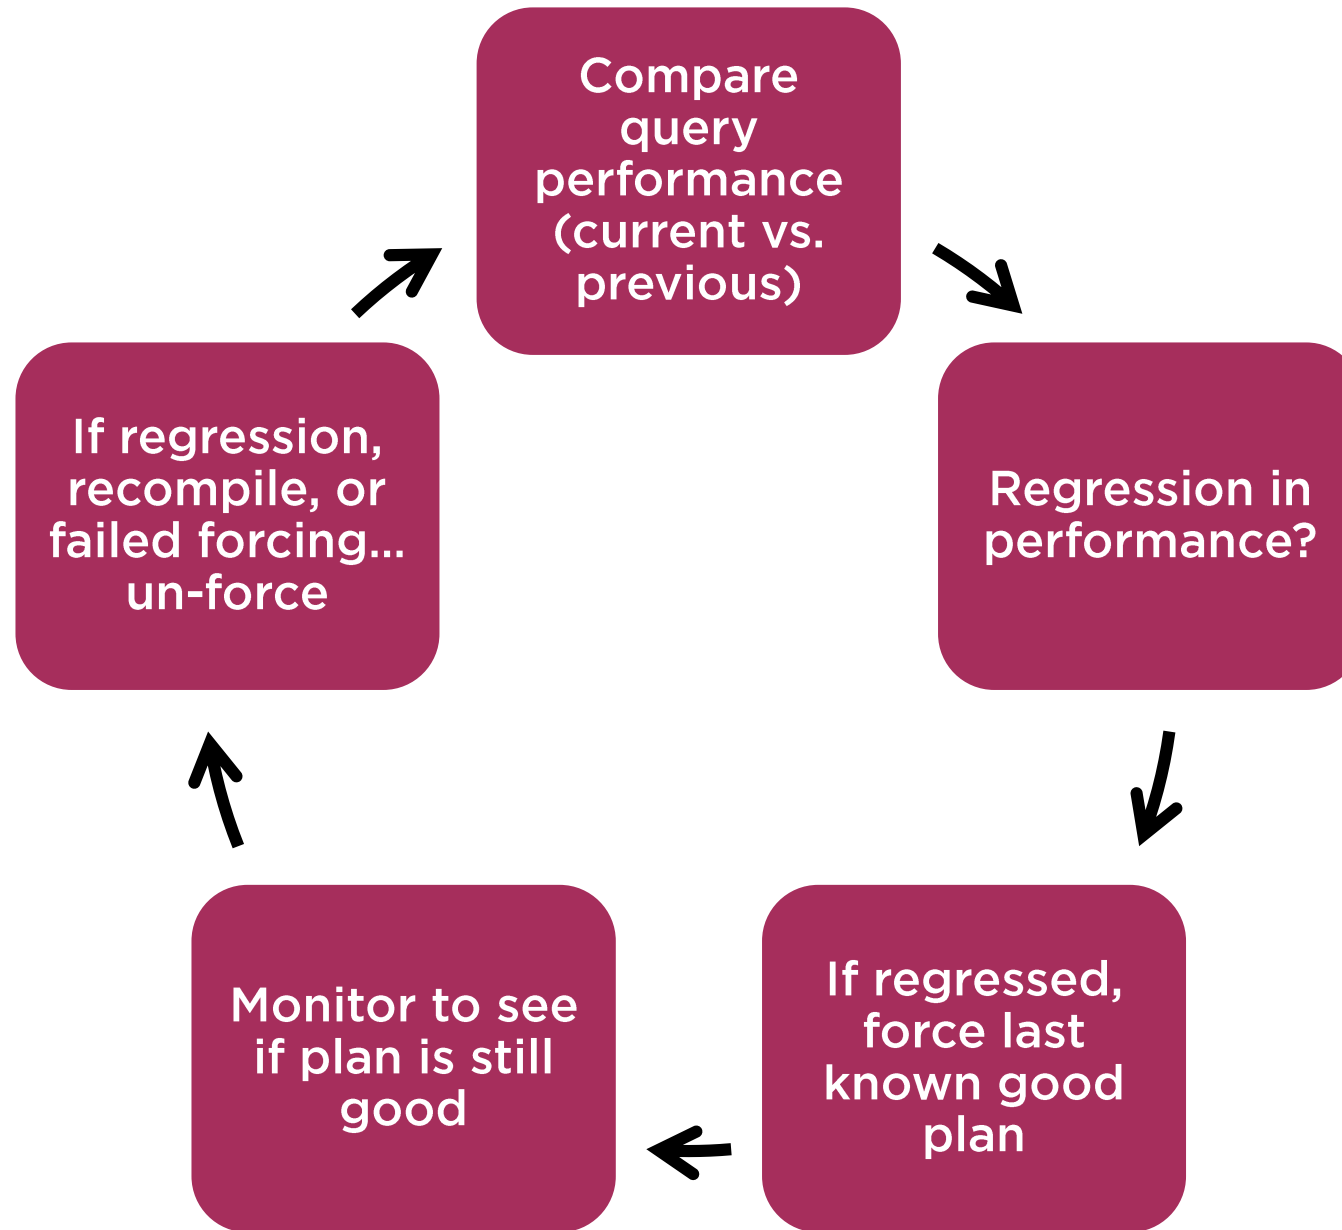 Compare
query
performance
(current vs.
previous)
Regression in
performance?
If regressed,
force last
known good
plan
Monitor to see
if plan is still
good
If regression,
recompile, or
failed forcing...
un-force